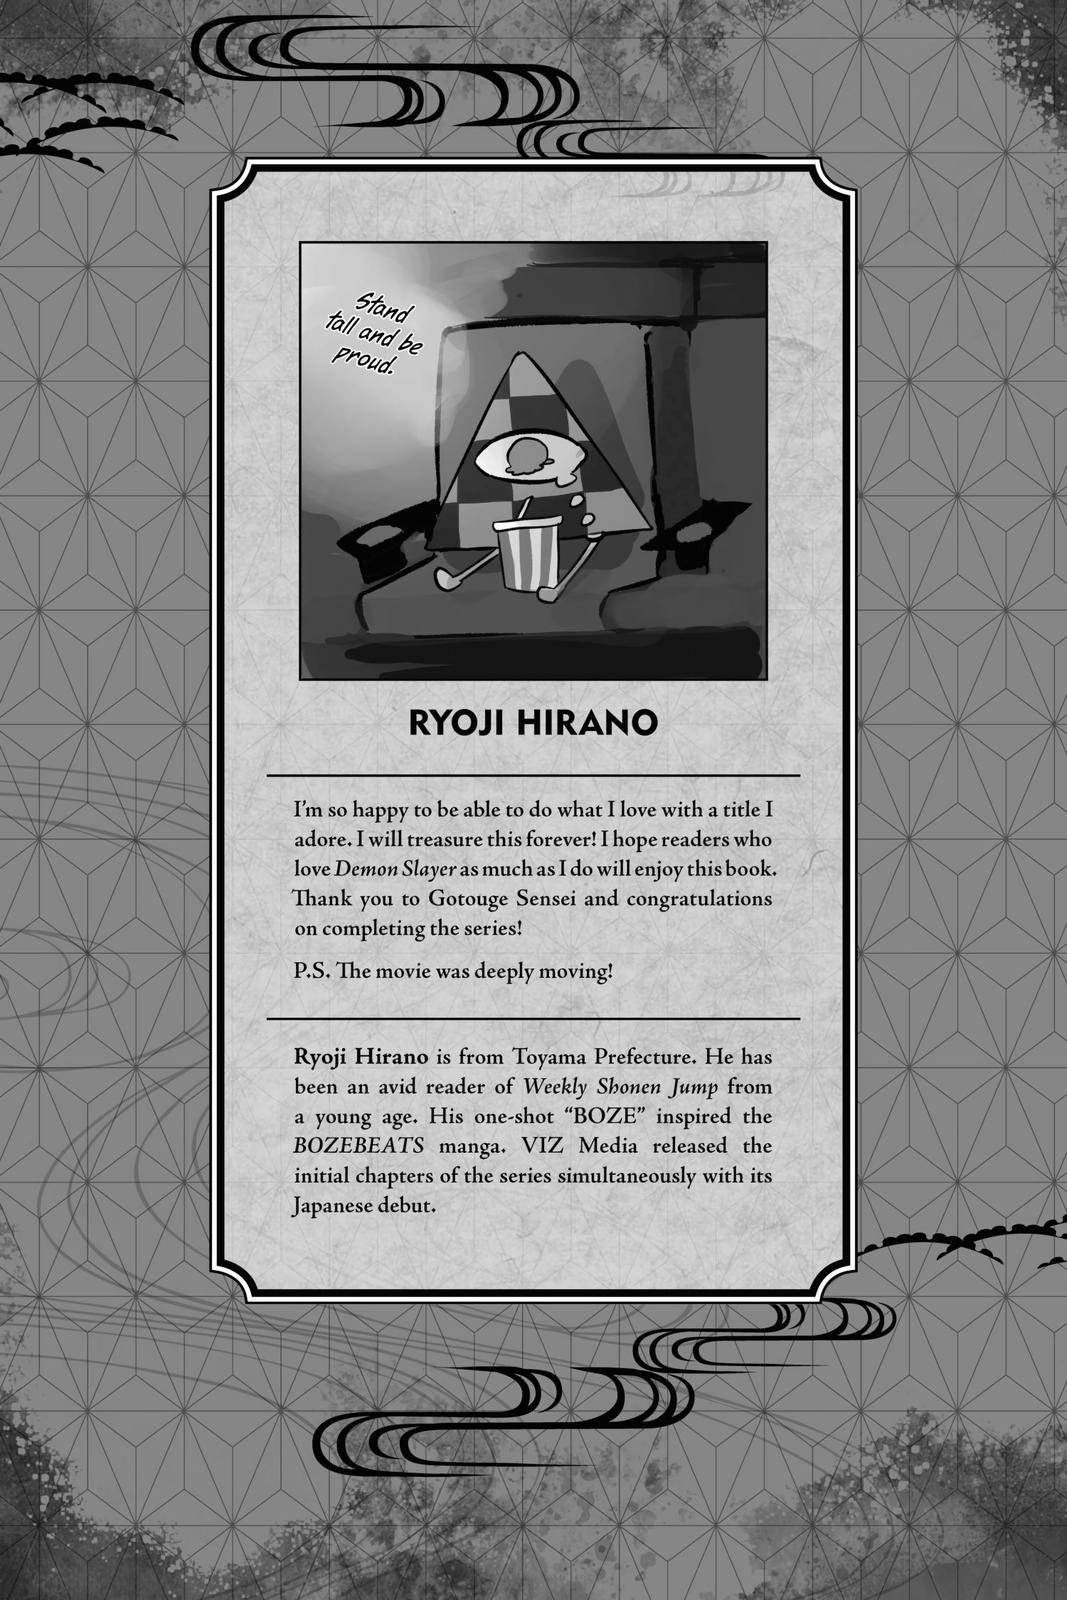 Stand
tall and be
proud.
RYOJI HIRANO
I'm so happy to be able to do what I love with a title I
adore. I will treasure this forever! I hope readers who
love Demon Slayer as much as I do will enjoy this book.
Thank you to Gotouge Sensei and congratulations
on completing the series!
P.S. The movie was deeply moving!
Ryoji Hirano is from Toyama Prefecture. He has
been an avid reader of Weekly Shonen Jump from
a young age. His one-shot “BOZE” inspired the
BOZEBEATS manga. VIZ Media released the
initial chapters of the series simultaneously with its
Japanese debut.